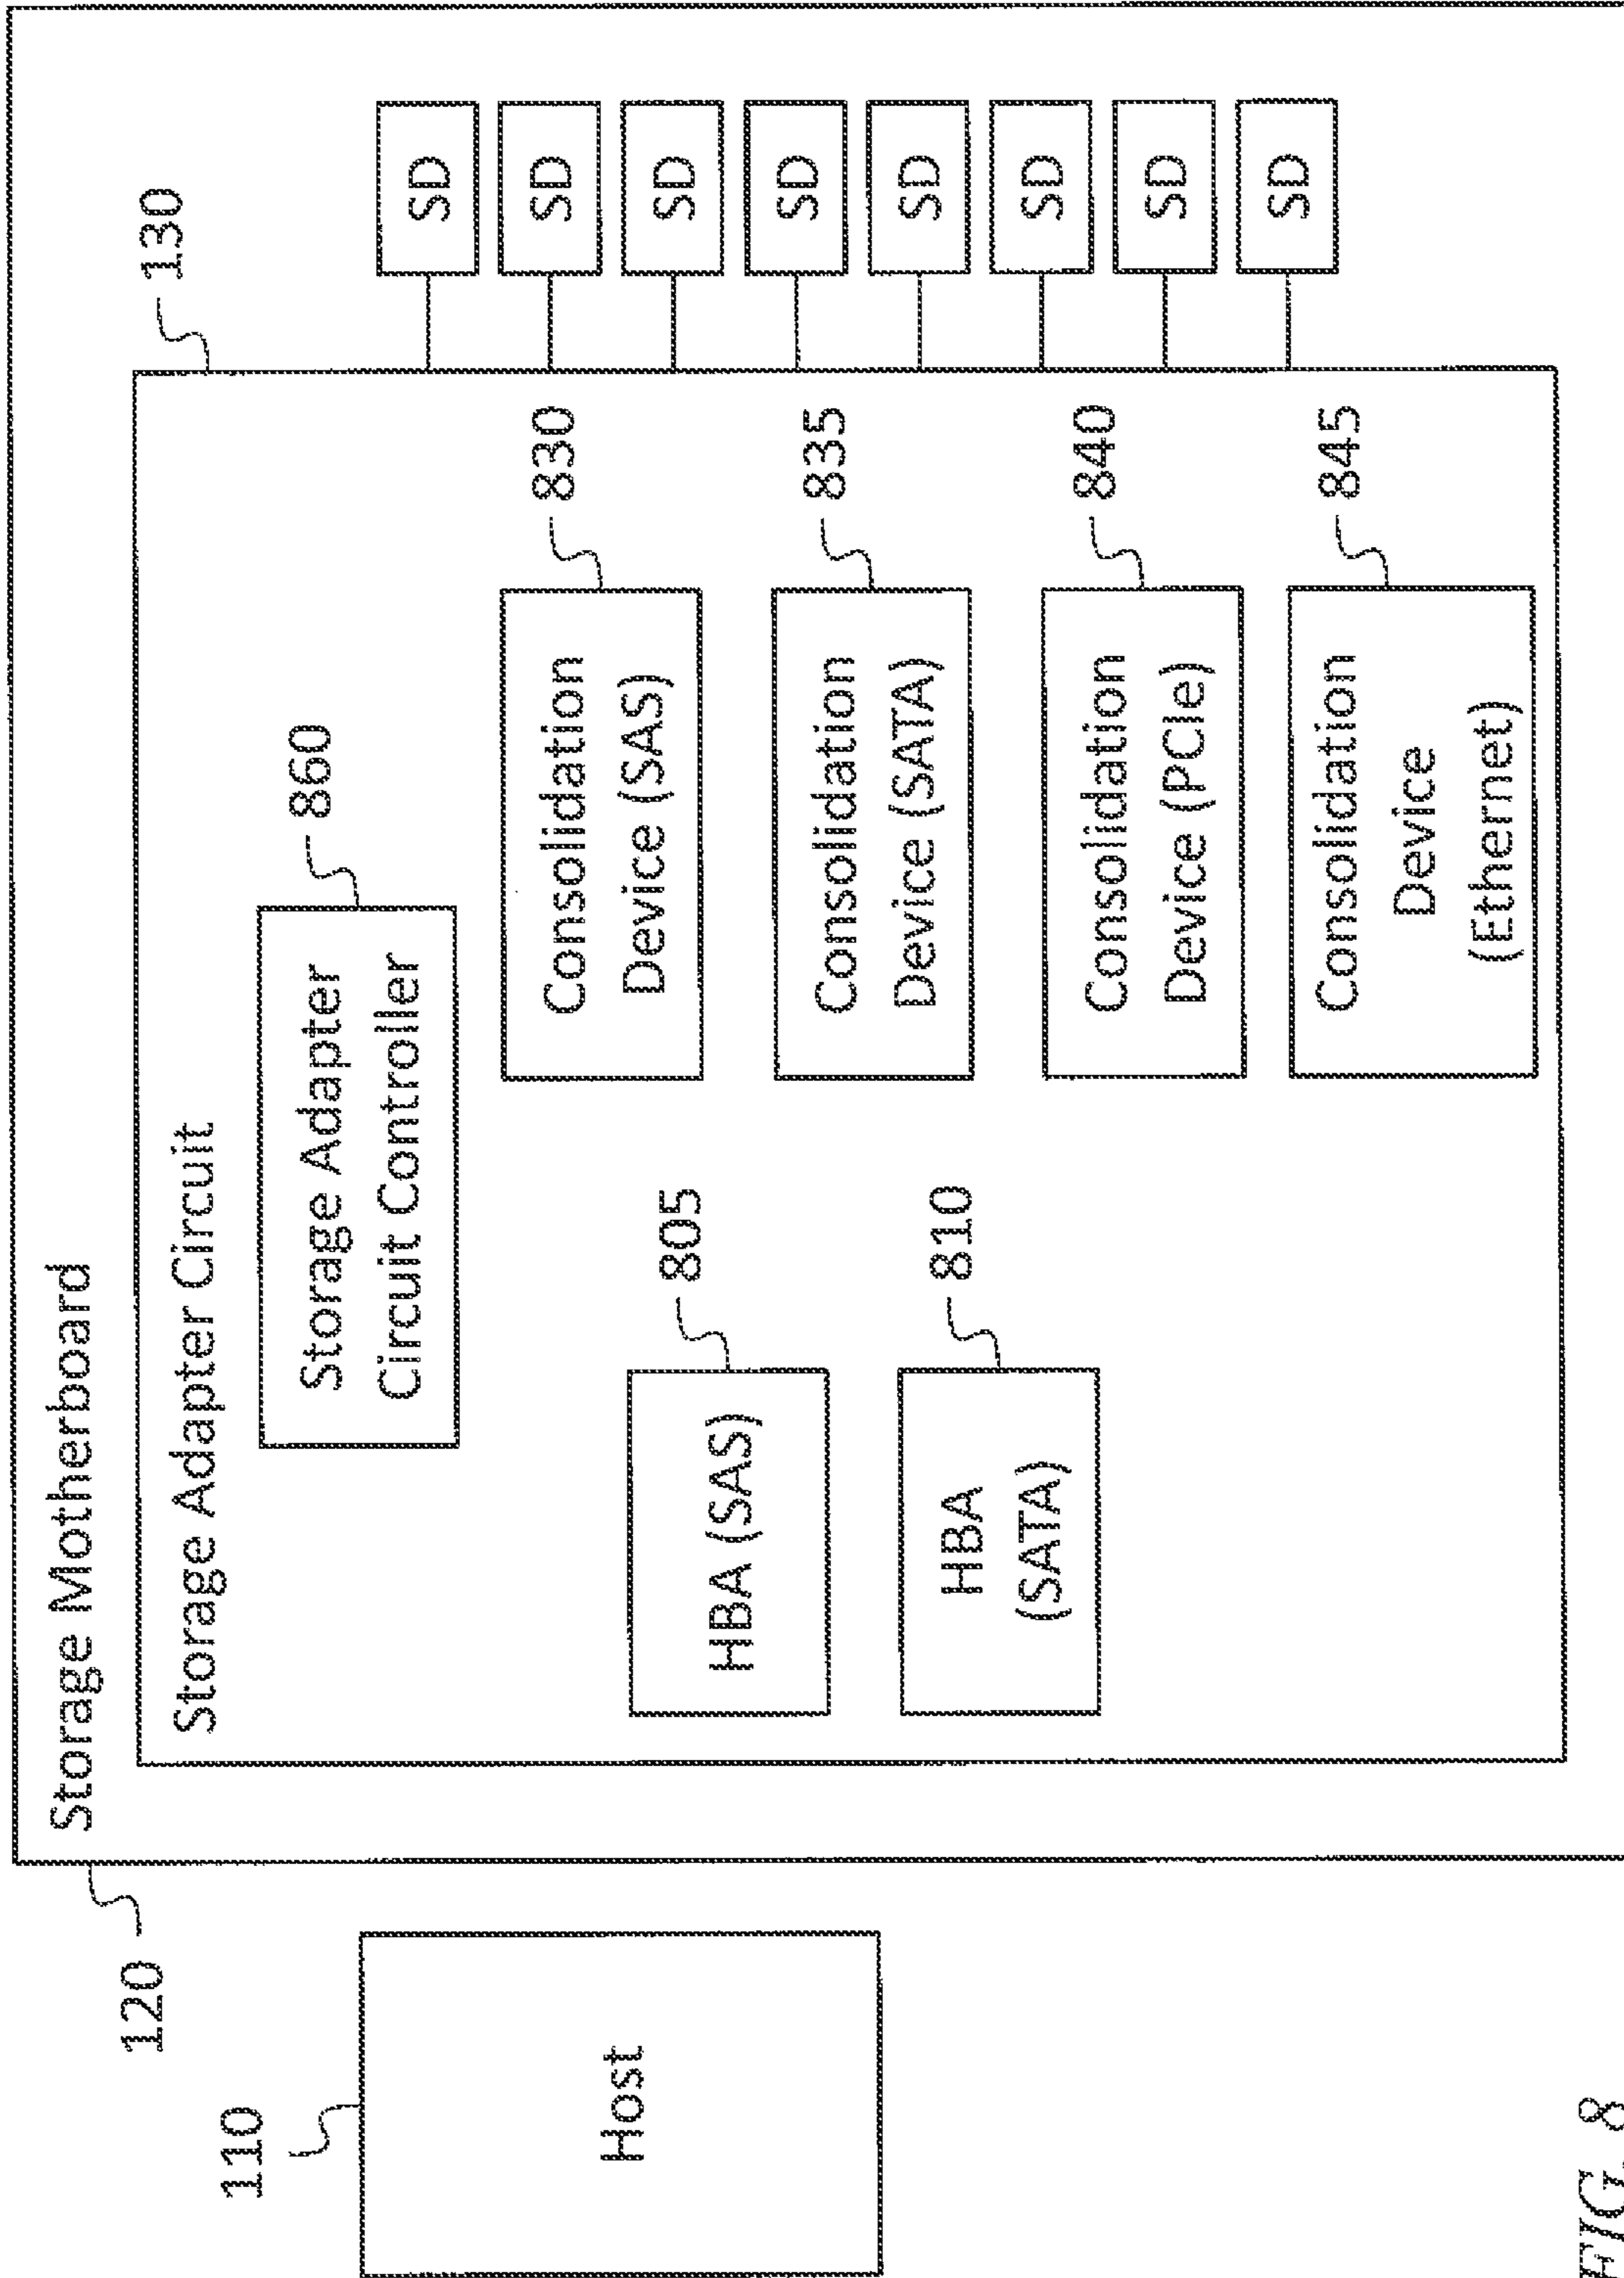 Storage Motherboard
120
110
Host
Storage Adapter Circuit
130
Storage Adapter
Circuit Controller
860
HBA (SAS)
805
HBA
(SATA)
810
Consolidation
Device (SAS)
830
Consolidation
Device (SATA)
835
Consolidation
Device (PCIe)
840
Consolidation
Device
(Ethernet)
845
SD
SD
SD
SD
SD
SD
SD
SD
FIG. 8